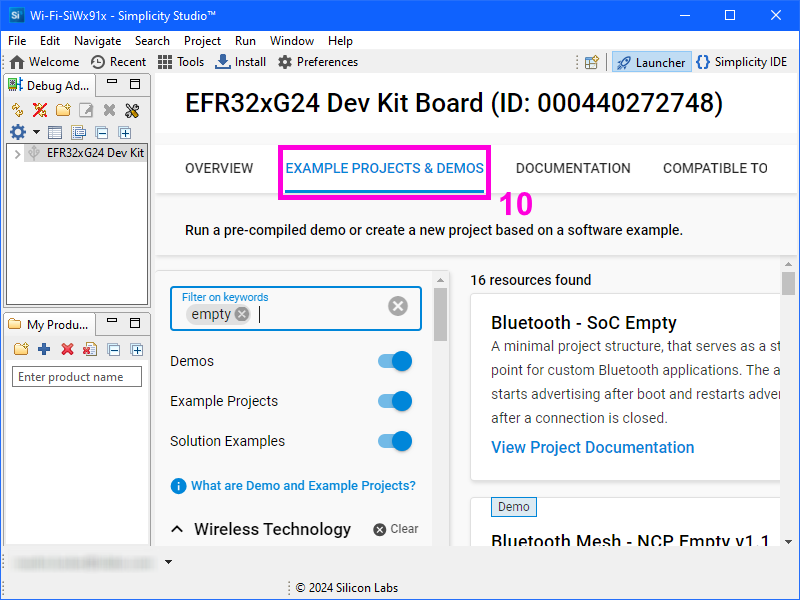 Wi-Fi-SiWx91x - Simplicity Studio™
File Edit Navigate Search Project Run Window Help
Welcome Recent Tools Install Preferences Launcher Simplicity IDE
Debug Ad...
EFR32xG24 Dev Kit
My Produ...
Enter product name
EFR32xG24 Dev Kit Board (ID: 000440272748)
OVERVIEW EXAMPLE PROJECTS & DEMOS DOCUMENTATION COMPATIBLE TO
10
Run a pre-compiled demo or create a new project based on a software example.
Filter on keywords
empty
Demos
Example Projects
Solution Examples
What are Demo and Example Projects?
Wireless Technology Clear
16 resources found
Bluetooth - SoC Empty
A minimal project structure, that serves as a st
point for custom Bluetooth applications. The a
starts advertising after boot and restarts adver
after a connection is closed.
View Project Documentation
Demo
Bluetooth Mesh - NCP Empty v1.1
© 2024 Silicon Labs